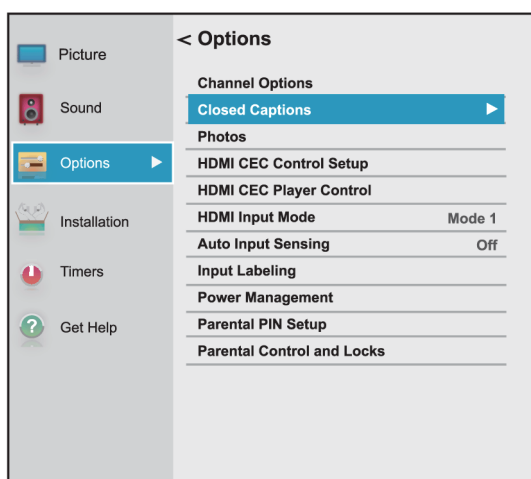 Picture
Sound
Options
Installation
Timers
Get Help
< Options
Channel Options
Closed Captions
Photos
HDMI CEC Control Setup
HDMI CEC Player Control
HDMI Input Mode Mode 1
Auto Input Sensing Off
Input Labeling
Power Management
Parental PIN Setup
Parental Control and Locks